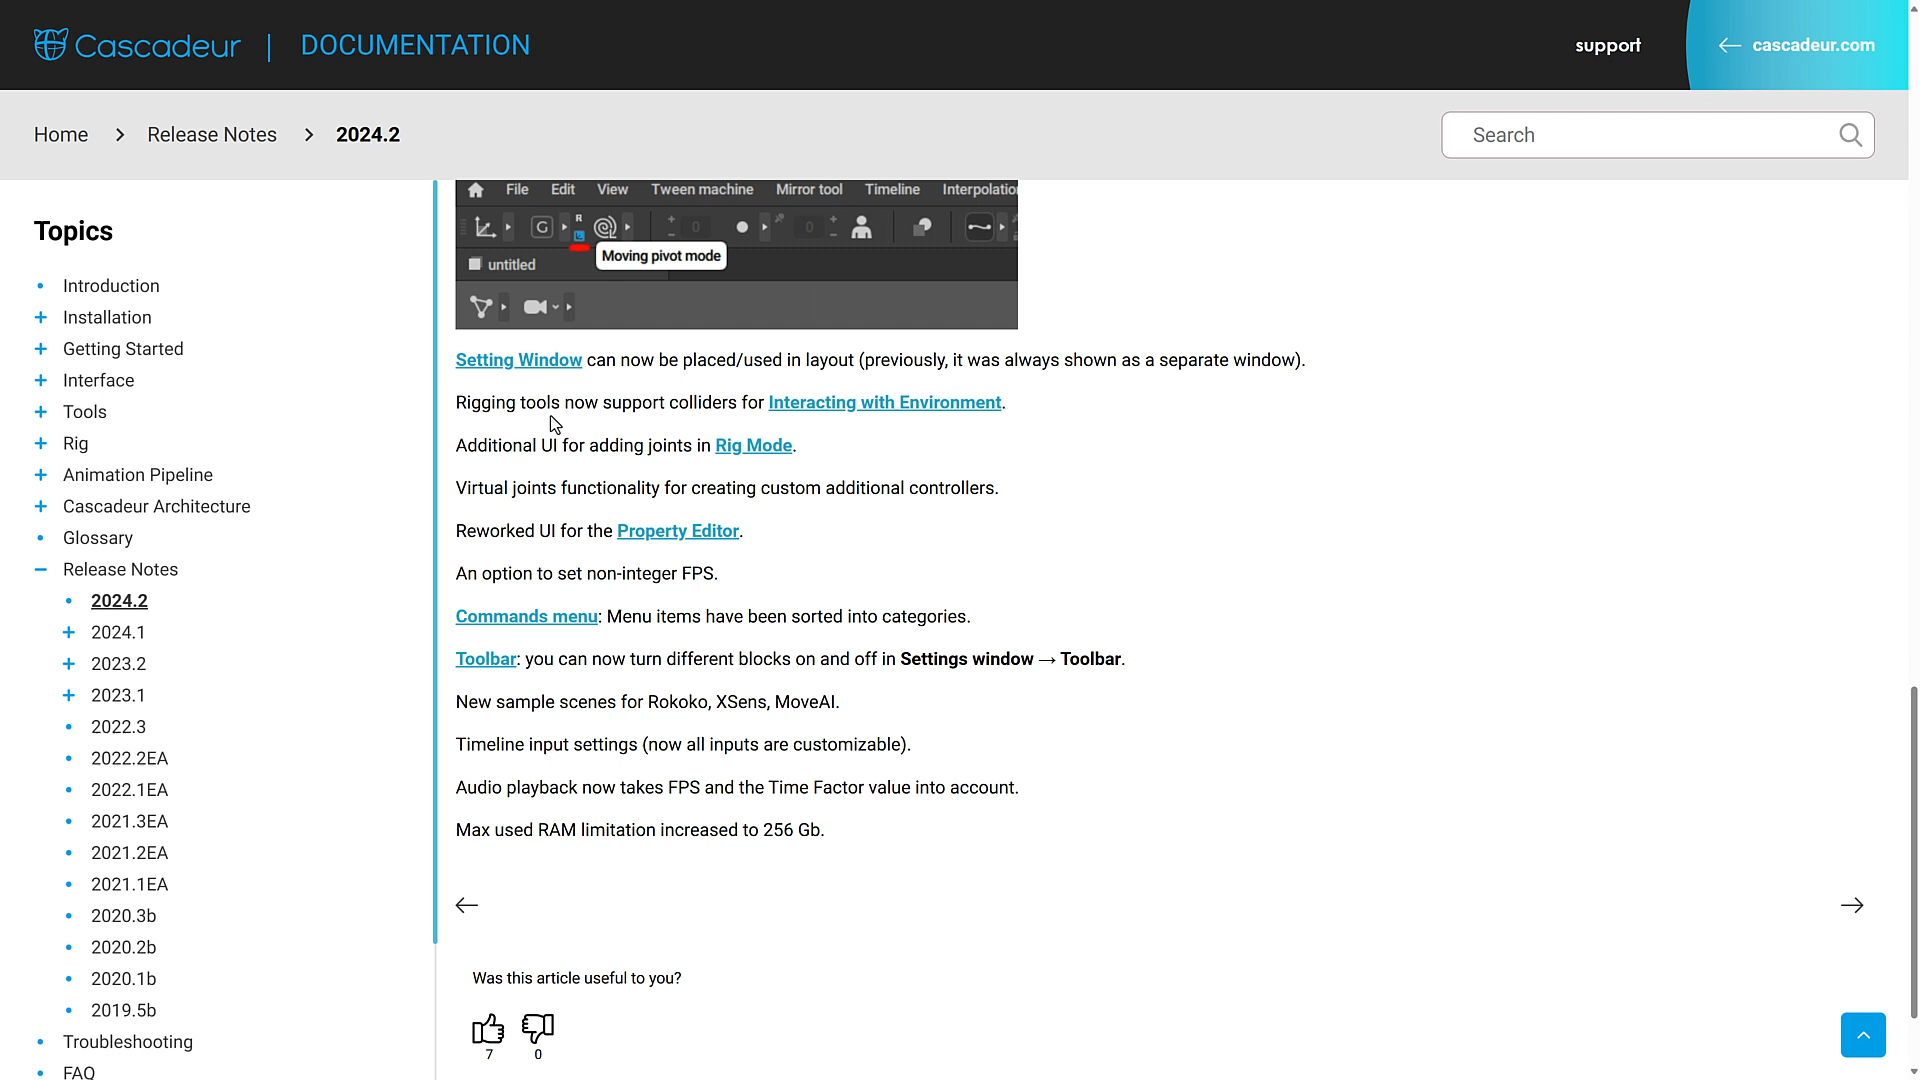 Cascadeur | DOCUMENTATION
support
← cascadeur.com
Home > Release Notes > 2024.2
Search
Topics
Introduction
Installation
Getting Started
Interface
Tools
Rig
Animation Pipeline
Cascadeur Architecture
Glossary
Release Notes
2024.2
2024.1
2023.2
2023.1
2022.3
2022.2EA
2022.1EA
2021.3EA
2021.2EA
2021.1EA
2020.3b
2020.2b
2020.1b
2019.5b
Troubleshooting
FAQ
File Edit View Tween machine Mirror tool Timeline Interpolation
G R L 0 0
Moving pivot mode
untitled
Setting Window can now be placed/used in layout (previously, it was always shown as a separate window).
Rigging tools now support colliders for Interacting with Environment.
Additional UI for adding joints in Rig Mode.
Virtual joints functionality for creating custom additional controllers.
Reworked UI for the Property Editor.
An option to set non-integer FPS.
Commands menu: Menu items have been sorted into categories.
Toolbar: you can now turn different blocks on and off in Settings window → Toolbar.
New sample scenes for Rokoko, XSens, MoveAI.
Timeline input settings (now all inputs are customizable).
Audio playback now takes FPS and the Time Factor value into account.
Max used RAM limitation increased to 256 Gb.
← →
Was this article useful to you?
7 0